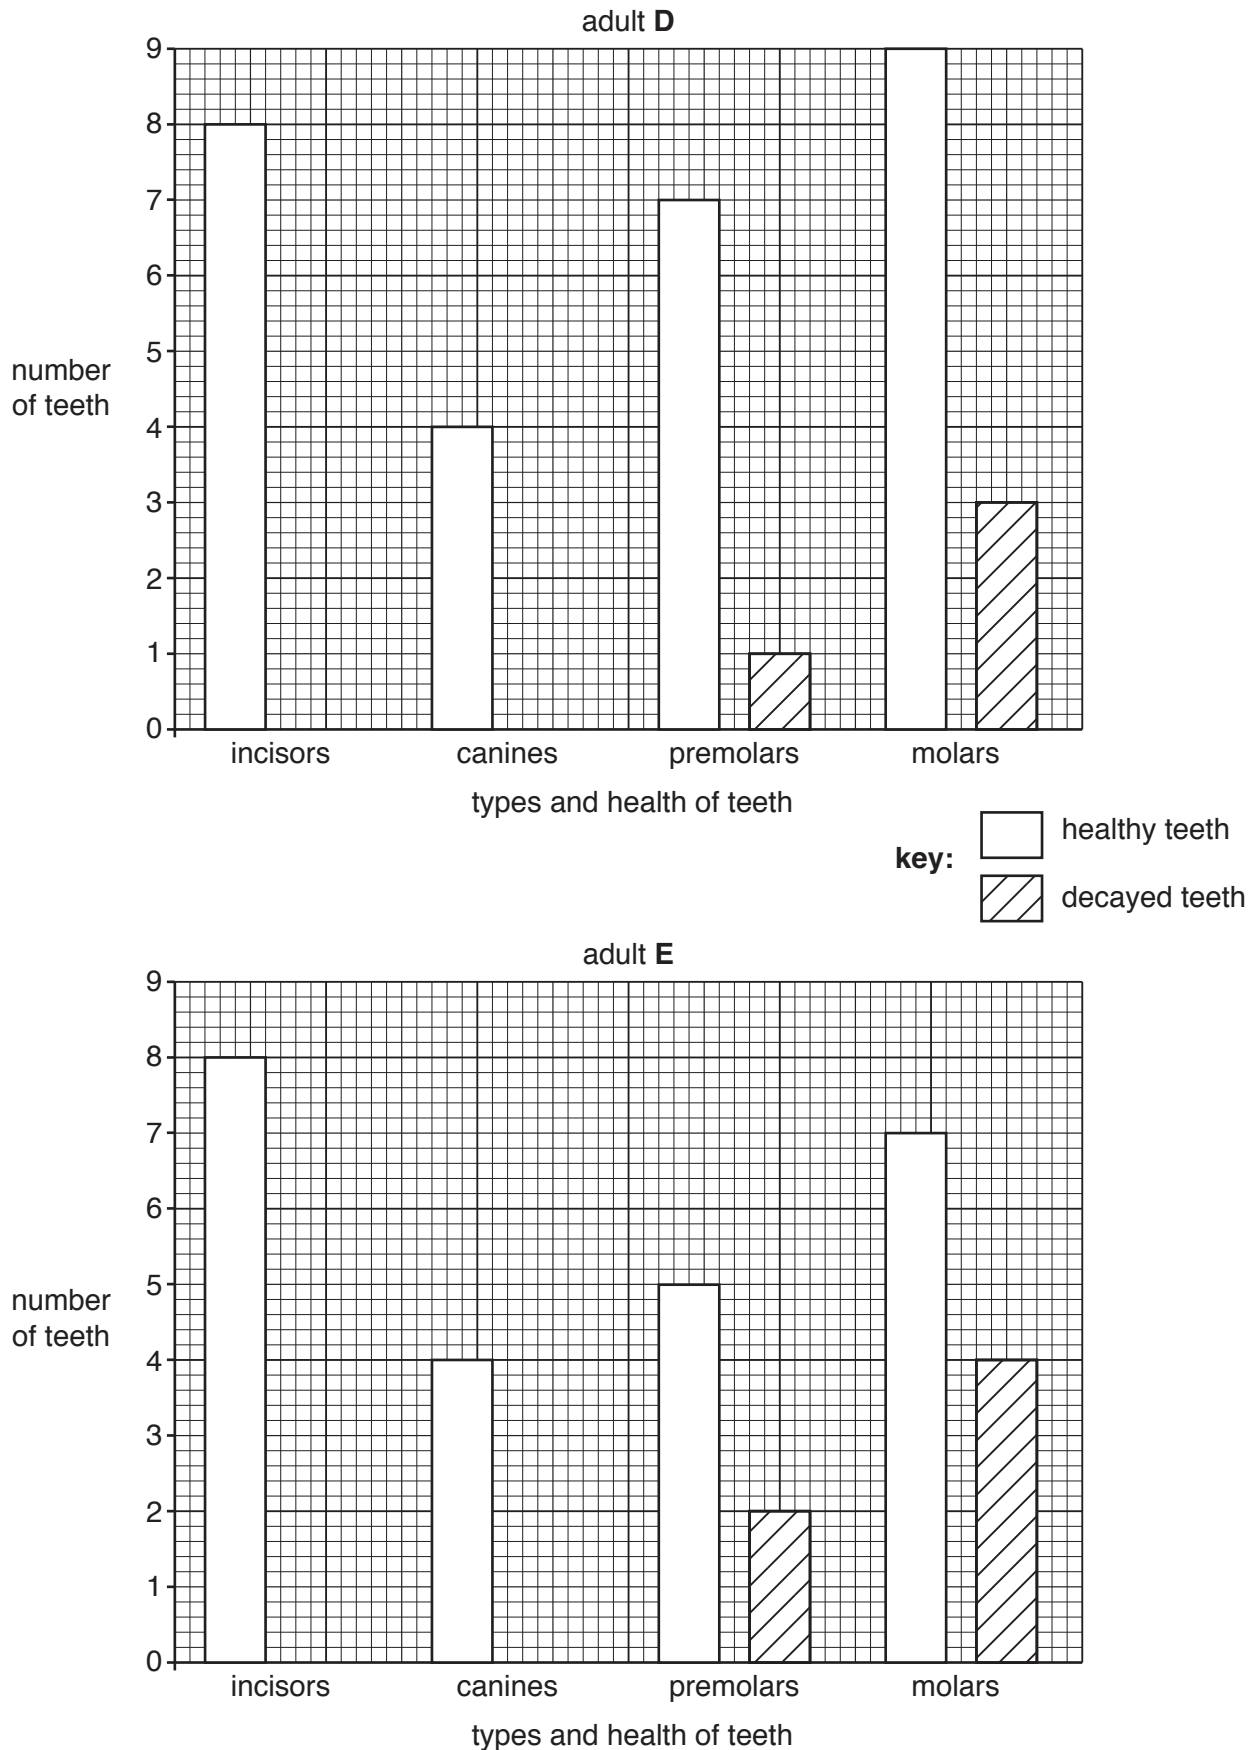 adult D
9
8
7
6
5
4
3
2
1
0
number
of teeth
incisors canines premolars molars
types and health of teeth
key:
healthy teeth
decayed teeth
adult E
9
8
7
6
5
4
3
2
1
0
number
of teeth
incisors canines premolars molars
types and health of teeth